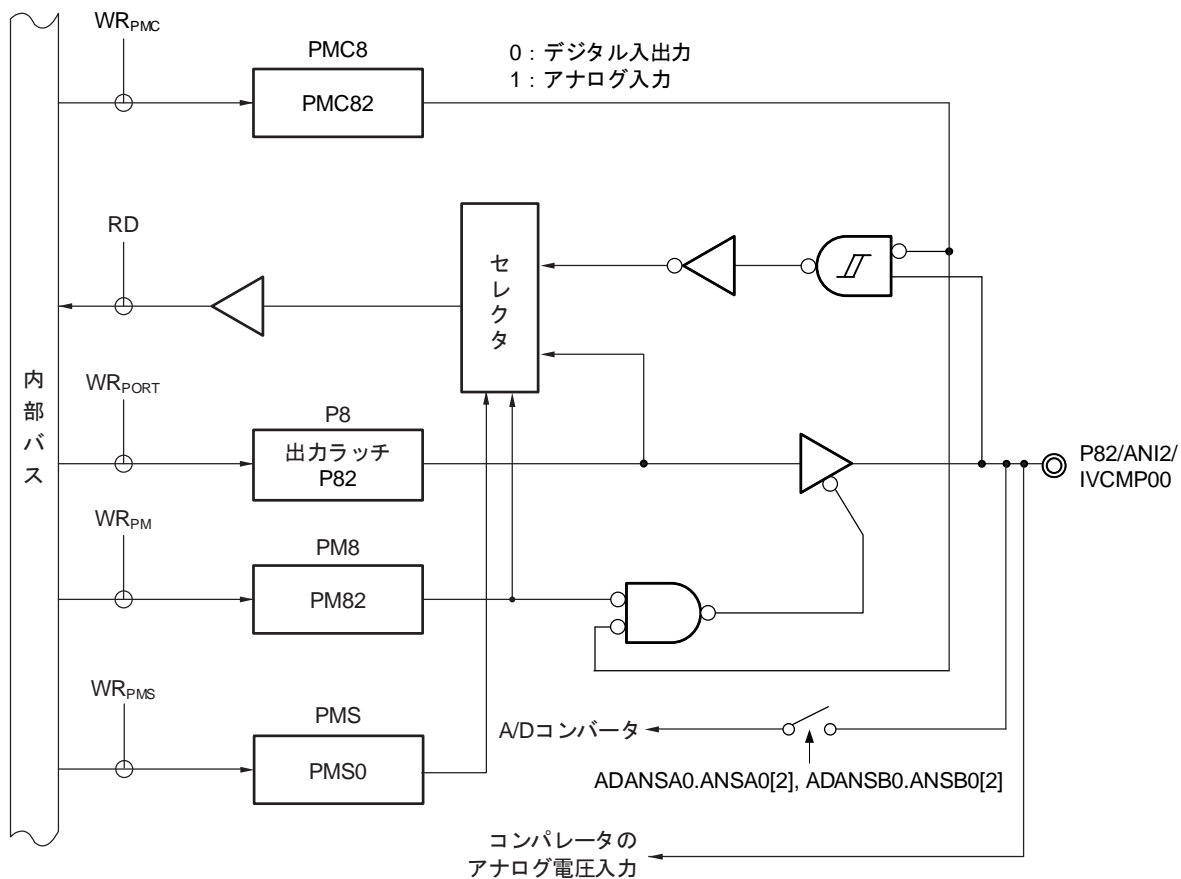 WRPMC
PMC8
PMC82
0：デジタル入出力
1：アナログ入力
RD
セレクタ
内部バス
WRPORT
P8
出力ラッチ
P82
P82/ANI2/
IVCMP00
WRPM
PM8
PM82
WRPMS
PMS
PMS0
A/Dコンバータ
ADANSA0.ANSA0[2], ADANSB0.ANSB0[2]
コンパレータの
アナログ電圧入力